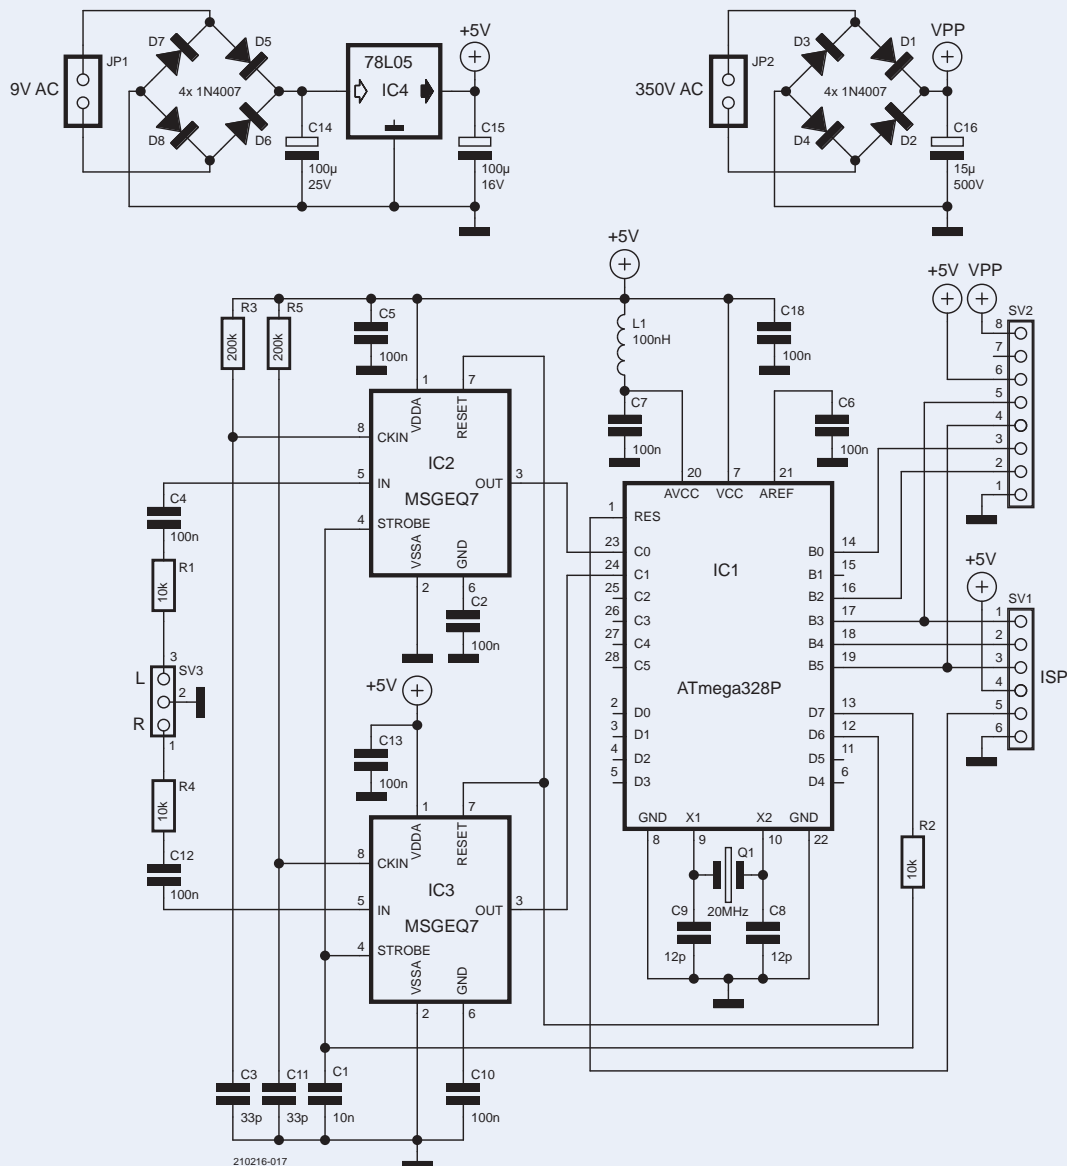 9V AC
JP1
D7
D5
4x 1N4007
D8
D6
C14
100µ
25V
78L05
IC4
+5V
C15
100µ
16V
350V AC
JP2
D3
D1
4x 1N4007
D4
D2
VPP
C16
15µ
500V
+5V
+5V
VPP
R3
200k
R5
200k
C5
100n
L1
100nH
C18
100n
C7
100n
C6
100n
SV2
8
7
6
5
4
3
2
1
1
VDDA
7
RESET
8
CKIN
IC2
5
IN
OUT
3
MSGEQ7
4
STROBE
VSSA
GND
2
6
C2
100n
C4
100n
R1
10k
3
L
SV3
2
R
1
R4
10k
C12
100n
20
7
21
AVCC
VCC
AREF
1
RES
23
C0
24
C1
25
C2
26
C3
27
C4
28
C5
2
D0
3
D1
4
D2
5
D3
IC1
ATmega328P
B0
14
B1
15
B2
16
B3
17
B4
18
B5
19
D7
13
D6
12
D5
11
D4
6
GND
X1
X2
GND
8
9
10
22
Q1
20MHz
C9
12p
C8
12p
R2
10k
+5V
SV1
1
2
3
4
5
6
ISP
+5V
C13
100n
1
VDDA
7
RESET
8
CKIN
IC3
5
IN
OUT
3
MSGEQ7
4
STROBE
VSSA
GND
2
6
C3
33p
C11
33p
C1
10n
C10
100n
210216-017